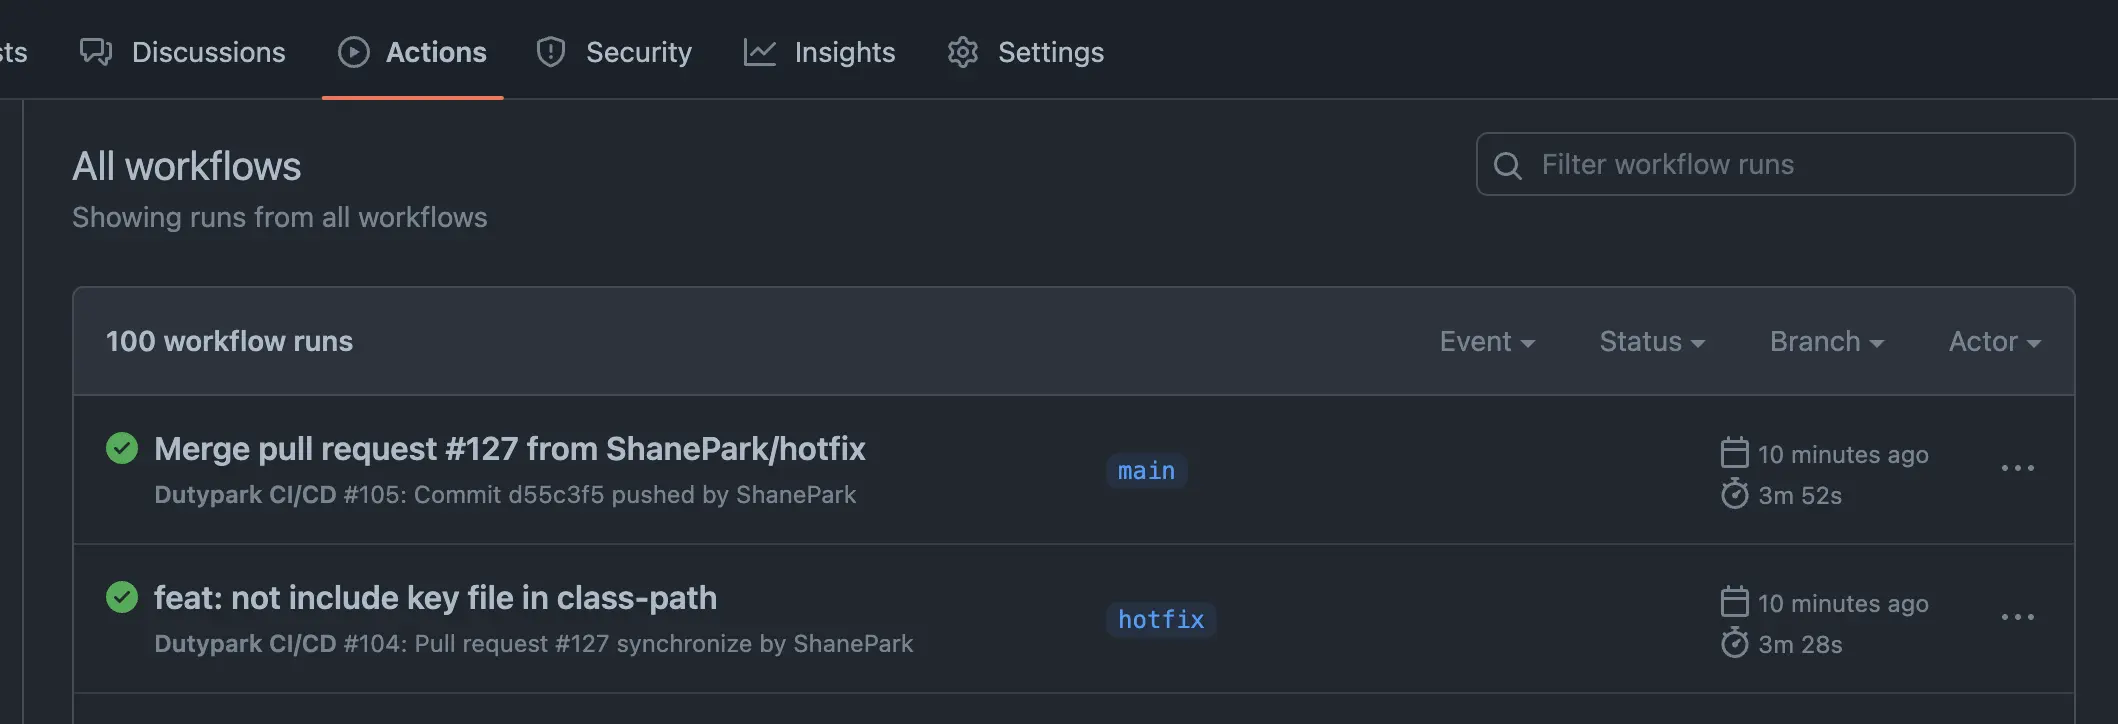 sts Discussions Actions Security Insights Settings
All workflows
Filter workflow runs
Showing runs from all workflows
100 workflow runs Event Status Branch Actor
Merge pull request #127 from ShanePark/hotfix
Dutypark CI/CD #105: Commit d55c3f5 pushed by ShanePark
main
10 minutes ago
3m 52s
feat: not include key file in class-path
Dutypark CI/CD #104: Pull request #127 synchronize by ShanePark
hotfix
10 minutes ago
3m 28s